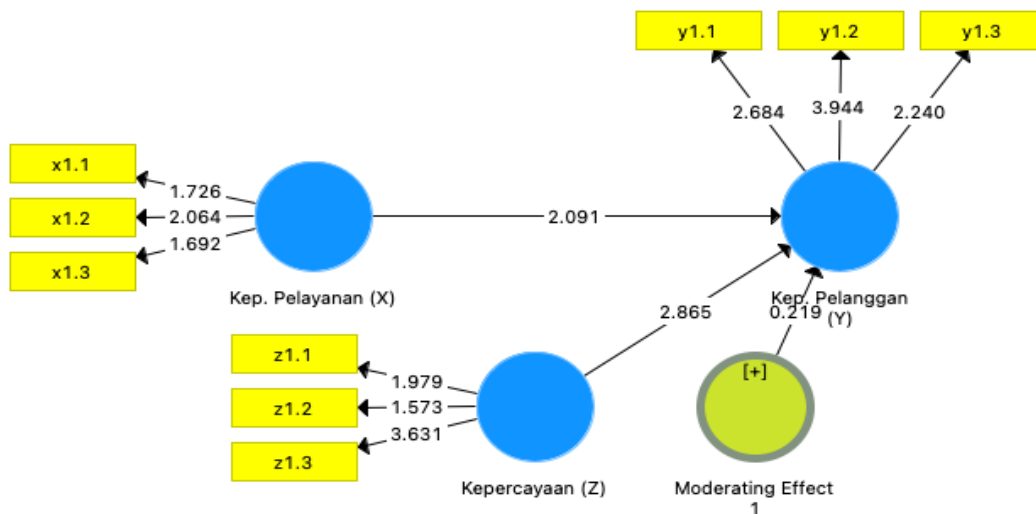 y1.1
y1.2
y1.3
2.684
3.944
2.240
x1.1
x1.2
x1.3
1.726
2.064
1.692
2.091
Kep. Pelayanan (X)
Kep. Pelanggan
(Y)
2.865
0.219
z1.1
z1.2
z1.3
1.979
1.573
3.631
[+]
Kepercayaan (Z)
Moderating Effect
1